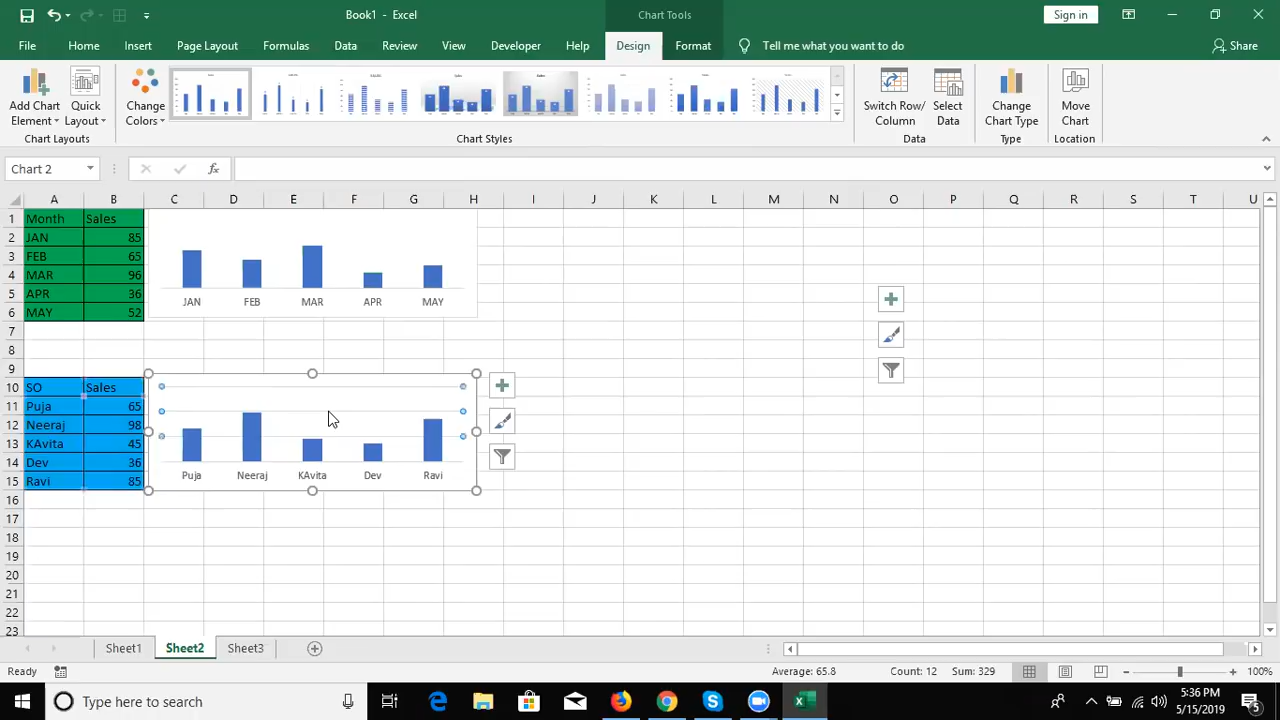 Book1 - Excel
Chart Tools
Sign in
File Home Insert Page Layout Formulas Data Review View Developer Help Design Format Tell me what you want to do Share
Add Chart Element
Quick Layout
Change Colors
Switch Row/ Column
Select Data
Change Chart Type
Move Chart
Chart Layouts Chart Styles Data Type Location
Chart 2 fx
A B C D E F G H I J K L M N O P Q R S T U
1 Month Sales
2 JAN 85
3 FEB 65
4 MAR 96
5 APR 36
6 MAY 52
JAN FEB MAR APR MAY
7
8
9
10 SO Sales
11 Puja 65
12 Neeraj 98
13 KAvita 45
14 Dev 36
15 Ravi 85
Puja Neeraj KAvita Dev Ravi
16
17
18
19
20
21
22
23
Sheet1 Sheet2 Sheet3
Ready Average: 65.8 Count: 12 Sum: 329 100%
Type here to search
5:36 PM
5/15/2019
5